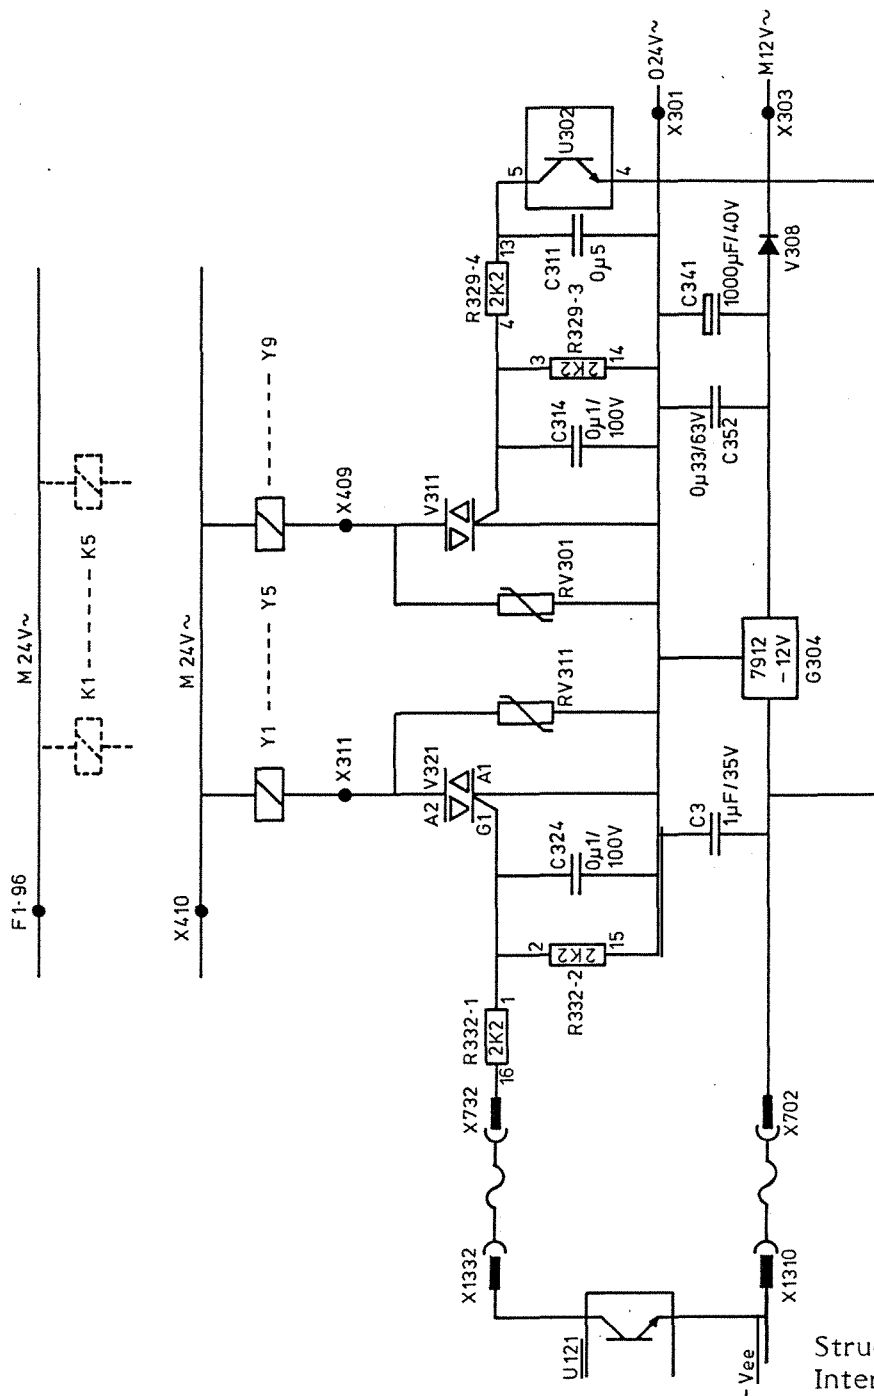 F1-96
M 24V~
K1 ----- K5
X410
M 24V~
Y1 ----- Y5
Y9
X311
X409
A2 V321
G1 A1
V311
RV311
RV301
X1332
X732
16
R332-1
2K2
1
2
2K2
15
R332-2
C324
0µ1/
100V
C314
0µ1/
100V
3
2K2
14
R329-3
R329-4
2K2
4
13
C311
0µ5
5
U302
4
O24V~
X301
M12V~
X303
C3
1µF/35V
7912
-12V
G304
0µ33/63V
C352
C341
1000µF/40V
V308
X702
X1310
U121
-Vee
Stru
Inter